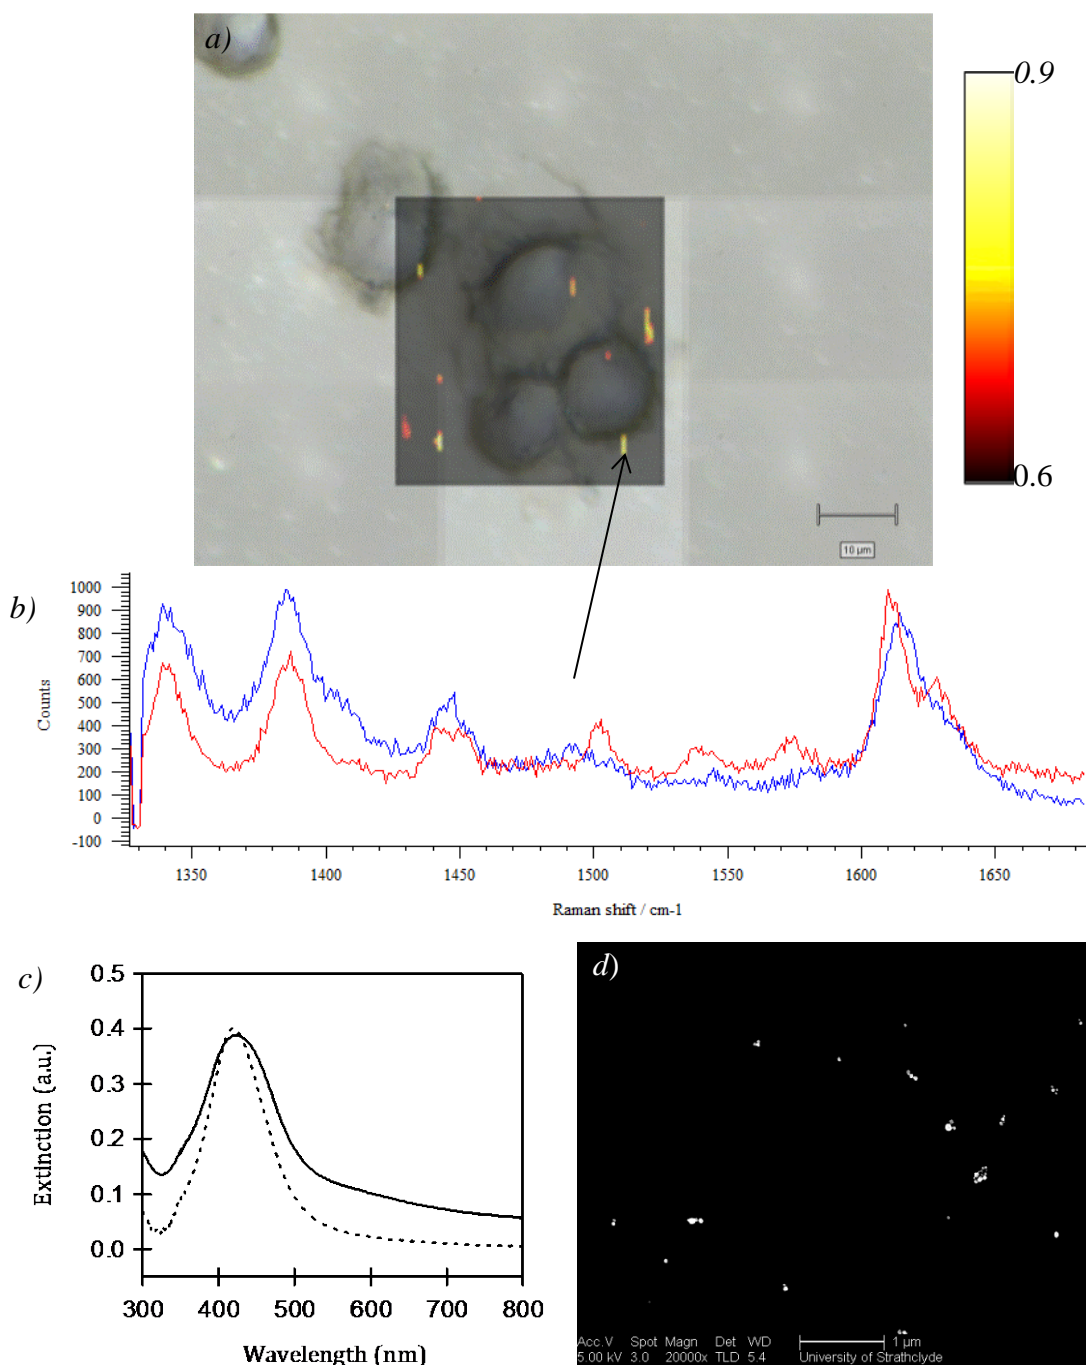 a)
0.9
0.6
10 µm
b)
1000
900
800
700
600
500
400
300
200
100
0
-100
Counts
1350 1400 1450 1500 1550 1600 1650
Raman shift / cm-1
c)
0.5
0.4
0.3
0.2
0.1
0.0
Extinction (a.u.)
300 400 500 600 700 800
Wavelength (nm)
d)
Acc.V Spot Magn Det WD 1 µm
5.00 kV 3.0 20000x TLD 5.4 University of Strathclyde